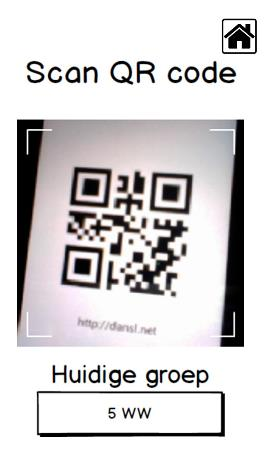 Scan QR code
http://dansl.net
Huidige groep
5 WW